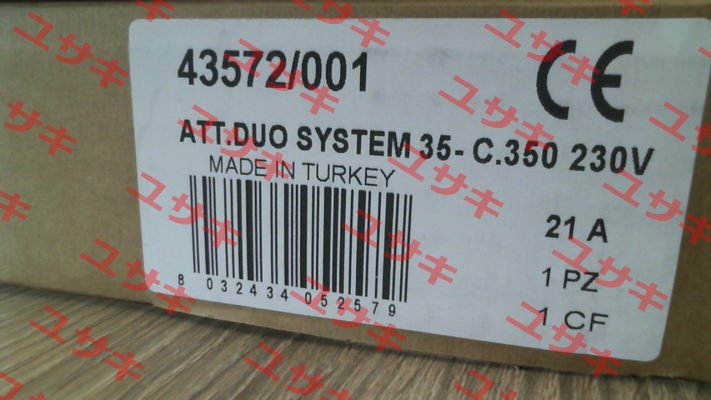 43572/001
CE
ATT.DUO SYSTEM 35- C.350 230V
MADE IN TURKEY
21 A
1 PZ
1 CF
8 032434 052579
ユサキ